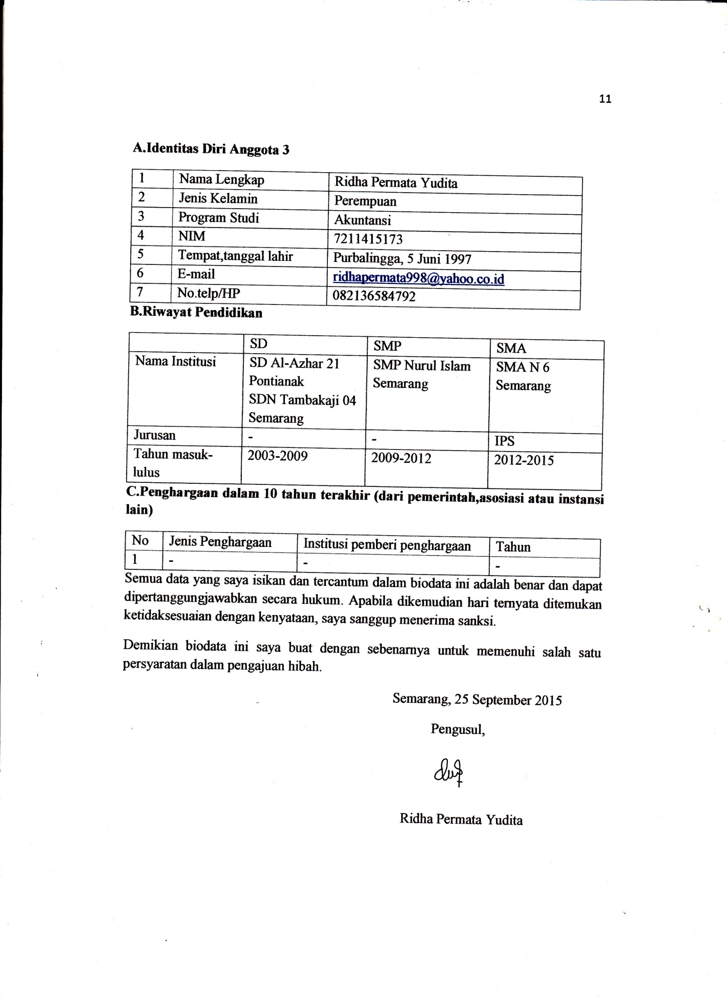 11
A.Identitas Diri Anggota 3
1 Nama Lengkap Ridha Permata Yudita
2 Jenis Kelamin Perempuan
3 Program Studi Akuntansi
4 NIM 7211415173
5 Tempat,tanggal lahir Purbalingga, 5 Juni 1997
6 E-mail ridhapermata998@yahoo.co.id
7 No.telp/HP 082136584792
B.Riwayat Pendidikan
SD SMP SMA
Nama Institusi SD Al-Azhar 21 SMP Nurul Islam SMA N 6
Pontianak Semarang Semarang
SDN Tambakaji 04
Semarang
Jurusan - - IPS
Tahun masuk- 2003-2009 2009-2012 2012-2015
lulus
C.Penghargaan dalam 10 tahun terakhir (dari pemerintah,asosiasi atau instansi
lain)
No Jenis Penghargaan Institusi pemberi penghargaan Tahun
1 - - -
Semua data yang saya isikan dan tercantum dalam biodata ini adalah benar dan dapat
dipertanggungjawabkan secara hukum. Apabila dikemudian hari ternyata ditemukan
ketidaksesuaian dengan kenyataan, saya sanggup menerima sanksi.
Demikian biodata ini saya buat dengan sebenarnya untuk memenuhi salah satu
persyaratan dalam pengajuan hibah.
Semarang, 25 September 2015
Pengusul,
Ridha Permata Yudita